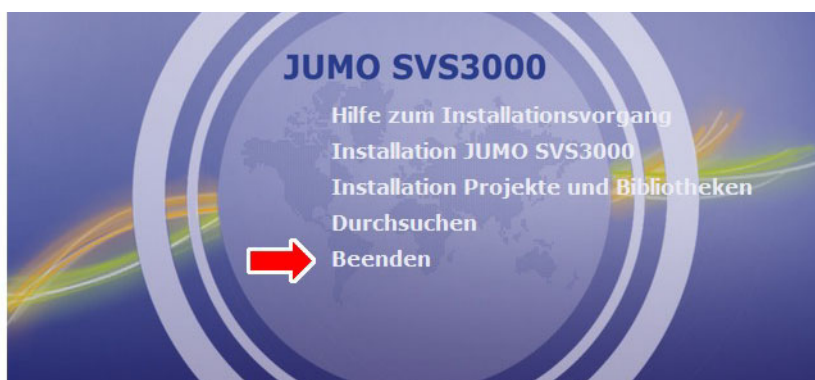 JUMO SVS3000
Hilfe zum Installationsvorgang
Installation JUMO SVS3000
Installation Projekte und Bibliotheken
Durchsuchen
Beenden